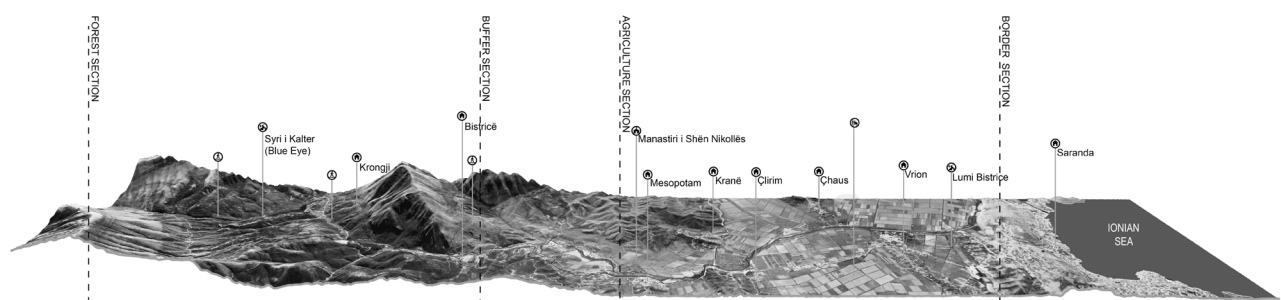 FOREST SECTION
BUFFER SECTION
AGRICULTURE SECTION
BORDER SECTION
Syri i Kalter
(Blue Eye)
Krongji
Bistricë
Manastiri i Shën Nikollës
Mesopotam
Kranë
Çlirim
Çhaus
Vrion
Lumi Bistrice
Saranda
IONIAN
SEA